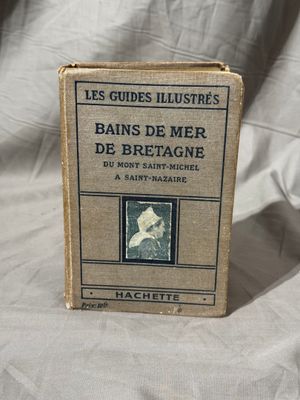 LES GUIDES ILLUSTRÉS
BAINS DE MER
DE BRETAGNE
DU MONT SAINT-MICHEL
A SAINT-NAZAIRE
HACHETTE